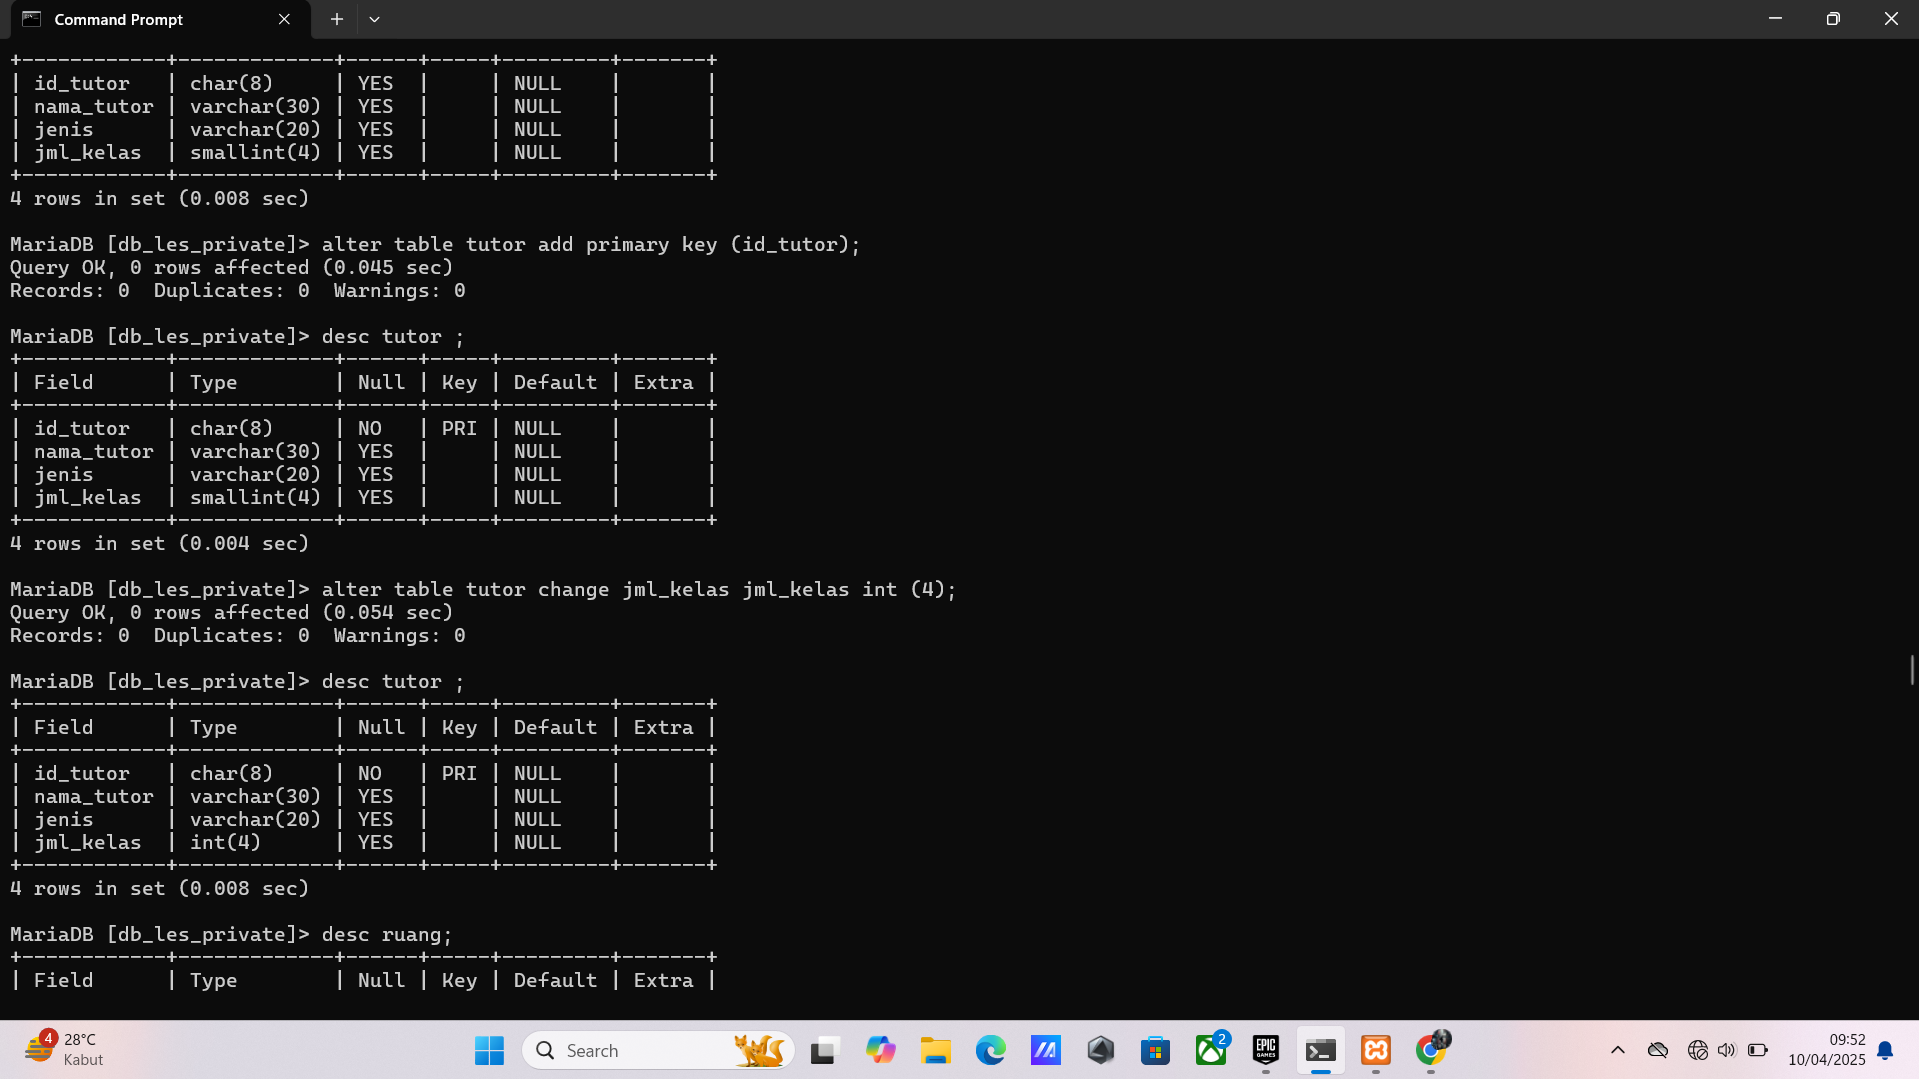 Command Prompt
+------------+-------------+------+-----+---------+-------+
| id_tutor   | char(8)     | YES  |     | NULL    |       |
| nama_tutor | varchar(30) | YES  |     | NULL    |       |
| jenis      | varchar(20) | YES  |     | NULL    |       |
| jml_kelas  | smallint(4) | YES  |     | NULL    |       |
+------------+-------------+------+-----+---------+-------+
4 rows in set (0.008 sec)
MariaDB [db_les_private]> alter table tutor add primary key (id_tutor);
Query OK, 0 rows affected (0.045 sec)
Records: 0  Duplicates: 0  Warnings: 0
MariaDB [db_les_private]> desc tutor ;
+------------+-------------+------+-----+---------+-------+
| Field      | Type        | Null | Key | Default | Extra |
+------------+-------------+------+-----+---------+-------+
| id_tutor   | char(8)     | NO   | PRI | NULL    |       |
| nama_tutor | varchar(30) | YES  |     | NULL    |       |
| jenis      | varchar(20) | YES  |     | NULL    |       |
| jml_kelas  | smallint(4) | YES  |     | NULL    |       |
+------------+-------------+------+-----+---------+-------+
4 rows in set (0.004 sec)
MariaDB [db_les_private]> alter table tutor change jml_kelas jml_kelas int (4);
Query OK, 0 rows affected (0.054 sec)
Records: 0  Duplicates: 0  Warnings: 0
MariaDB [db_les_private]> desc tutor ;
+------------+-------------+------+-----+---------+-------+
| Field      | Type        | Null | Key | Default | Extra |
+------------+-------------+------+-----+---------+-------+
| id_tutor   | char(8)     | NO   | PRI | NULL    |       |
| nama_tutor | varchar(30) | YES  |     | NULL    |       |
| jenis      | varchar(20) | YES  |     | NULL    |       |
| jml_kelas  | int(4)      | YES  |     | NULL    |       |
+------------+-------------+------+-----+---------+-------+
4 rows in set (0.008 sec)
MariaDB [db_les_private]> desc ruang;
+------------+-------------+------+-----+---------+-------+
| Field      | Type        | Null | Key | Default | Extra |
4
28°C
Kabut
Search
2
EPIC
GAMES
09:52
10/04/2025